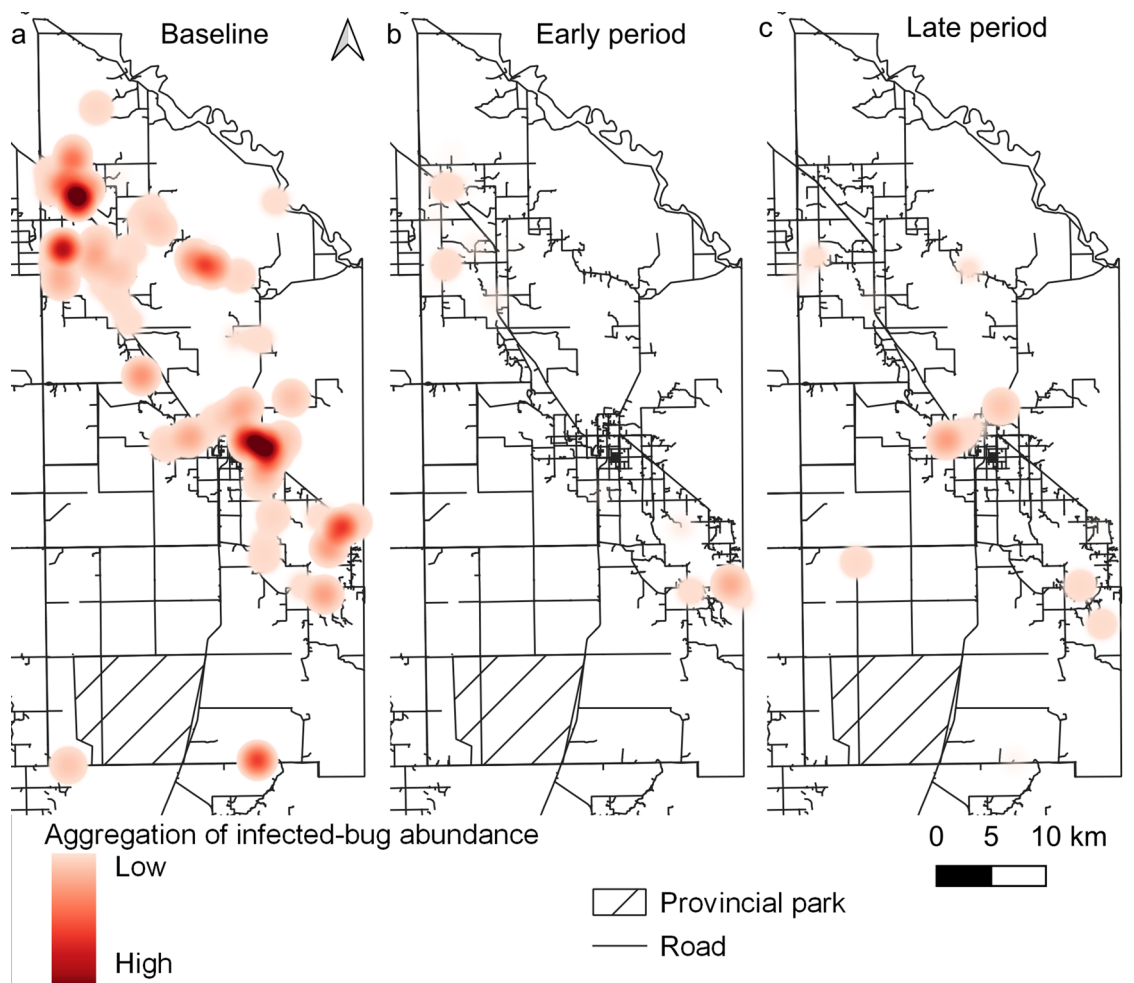 a
Baseline
b
Early period
c
Late period
Aggregation of infected-bug abundance
Low
High
0 5 10 km
Provincial park
Road